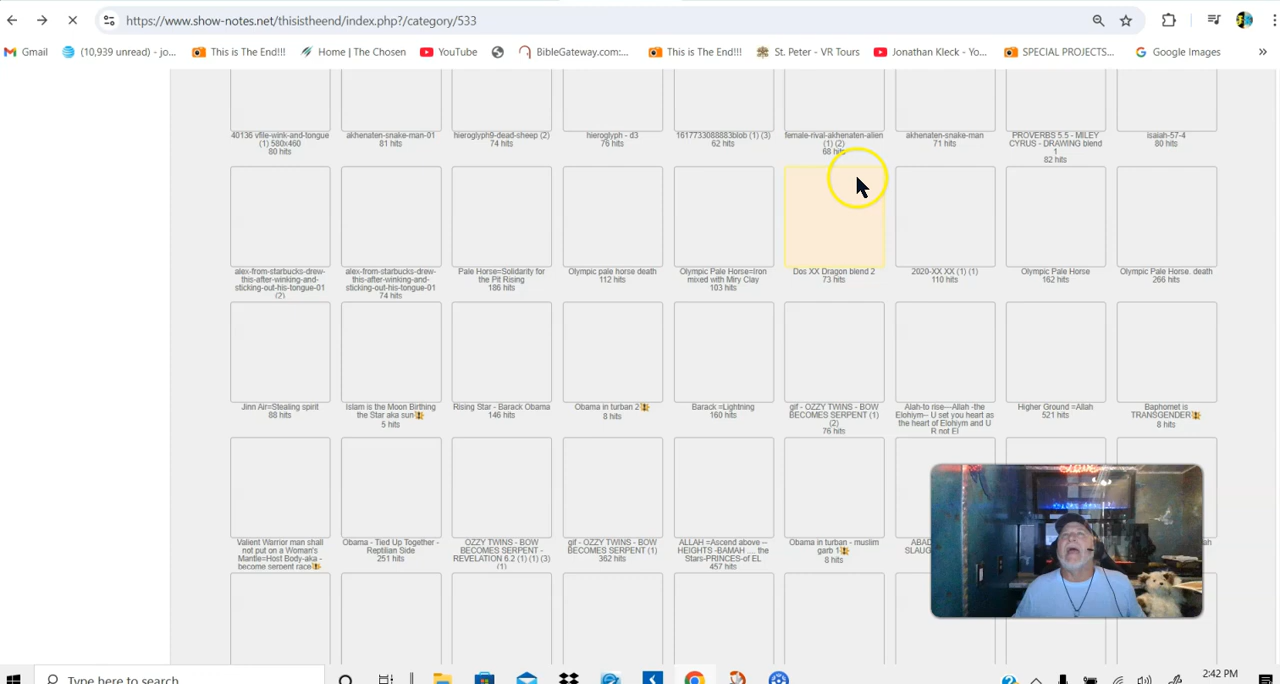 https://www.show-notes.net/thisistheend/index.php?/category/533
Gmail (10,939 unread) - jo... This is The End!!! Home | The Chosen YouTube BibleGateway.com:... This is The End!!! St. Peter - VR Tours Jonathan Kleck - Yo... SPECIAL PROJECTS... Google Images »
40136 vfile-wink-and-tongue
(1) 580x460
80 hits
akhenaten-snake-man-01
81 hits
hieroglyph9-dead-sheep (2)
74 hits
hieroglyph - d3
76 hits
1617733088883blob (1) (3)
62 hits
female-rival-akhenaten-alien
(1) (2)
68 hits
akhenaten-snake-man
71 hits
PROVERBS 5.5 - MILEY
CYRUS - DRAWING blend
1
82 hits
isaiah-57-4
80 hits
alex-from-starbucks-drew-
this-after-winking-and-
sticking-out-his-tongue-01
(2)
alex-from-starbucks-drew-
this-after-winking-and-
sticking-out-his-tongue-01
74 hits
Pale Horse=Solidarity for
the Pit Rising
186 hits
Olympic pale horse death
112 hits
Olympic Pale Horse=Iron
mixed with Miry Clay
103 hits
Dos XX Dragon blend 2
73 hits
2020-XX XX (1) (1)
110 hits
Olympic Pale Horse
162 hits
Olympic Pale Horse. death
266 hits
Jinn Air=Stealing spirit
88 hits
Islam is the Moon Birthing
the Star aka sun
5 hits
Rising Star - Barack Obama
146 hits
Obama in turban 2
8 hits
Barack =Lightning
160 hits
gif - OZZY TWINS - BOW
BECOMES SERPENT (1)
(2)
76 hits
Alah-to rise---Allah -the
Elohiym-- U set you heart as
the heart of Elohiym and U
R not El
Higher Ground =Allah
521 hits
Baphomet is
TRANSGENDER
8 hits
Valient Warrior man shall
not put on a Woman's
Mantle=Host Body-aka -
become serpent race
Obama - Tied Up Together -
Reptilian Side
251 hits
OZZY TWINS - BOW
BECOMES SERPENT -
REVELATION 6.2 (1) (1) (3)
(1)
gif - OZZY TWINS - BOW
BECOMES SERPENT (1)
362 hits
ALLAH =Ascend above --
HEIGHTS -BAMAH .... the
Stars-PRINCES-of EL
457 hits
Obama in turban - muslim
garb 1
8 hits
ABAD
SLAUG
Type here to search
2:42 PM